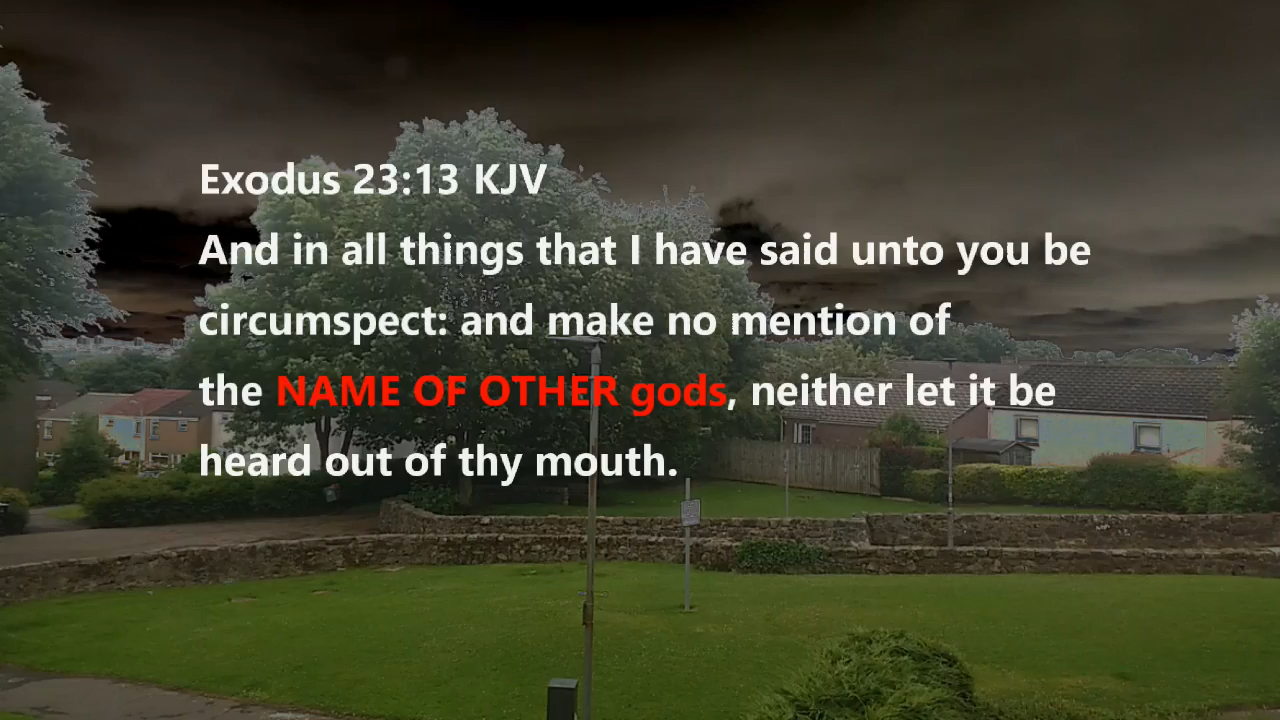 Exodus 23:13 KJV
And in all things that I have said unto you be
circumspect: and make no mention of
the NAME OF OTHER gods, neither let it be
heard out of thy mouth.